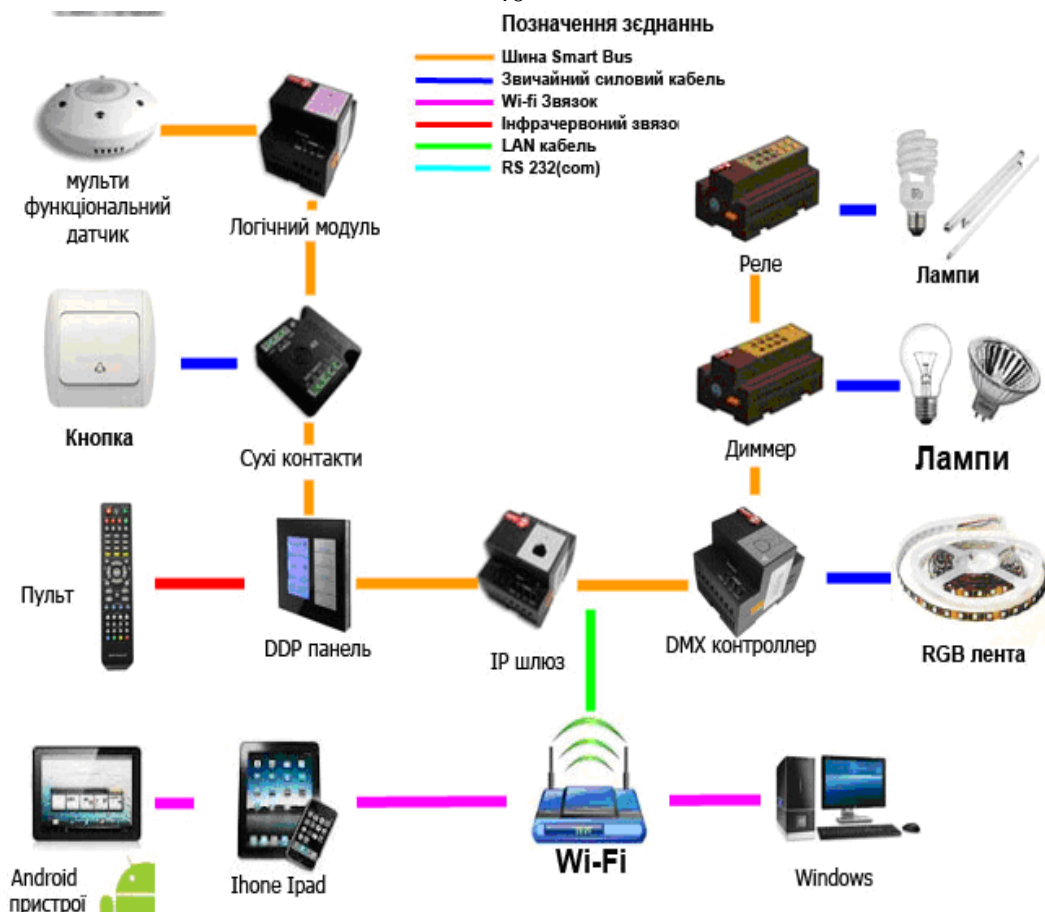 Позначення зєднаннь
Шина Smart Bus
Звичайний силовий кабель
Wi-fi Звязок
Інфрачервоний звязо
LAN кабель
RS 232(com)
мульти
функціональний
датчик
Логічний модуль
Реле
Лампи
Кнопка
Сухі контакти
Диммер
Лампи
Пульт
DDP панель
IP шлюз
DMX контроллер
RGB лента
Android
пристрої
Ihone Ipad
Wi-Fi
Windows